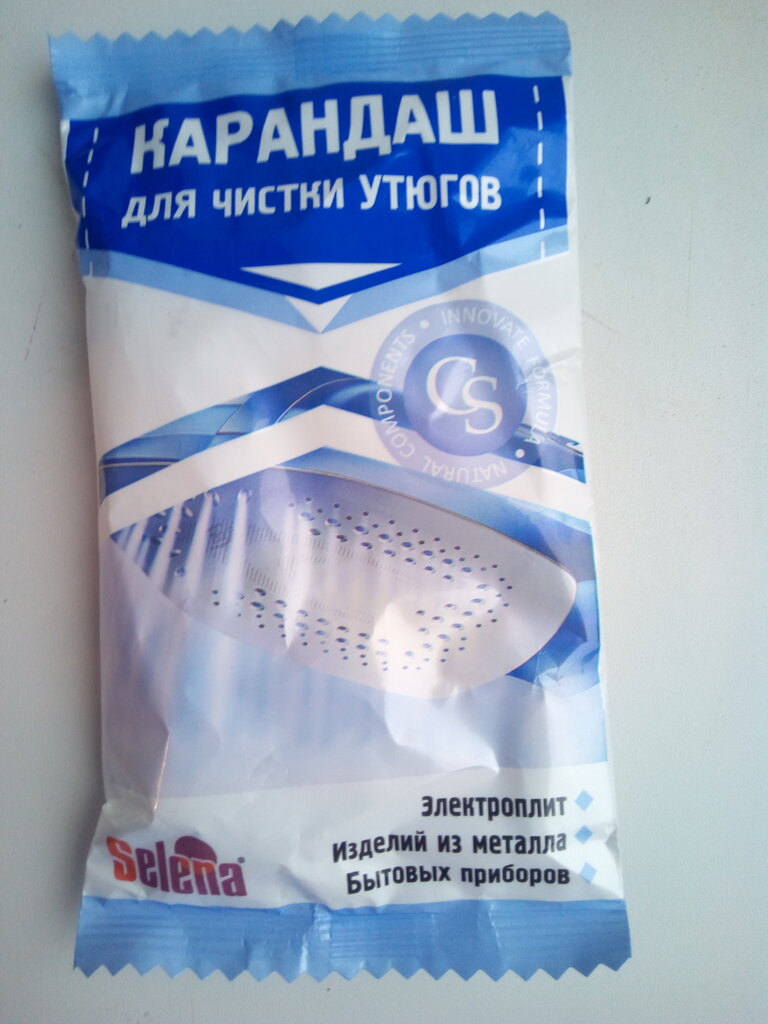 КАРАНДАШ
для чистки утюгов
INNOVATE FORMULA • NATURAL COMPONENTS •
CS
Электроплит
Изделий из металла
Бытовых приборов
Selena®